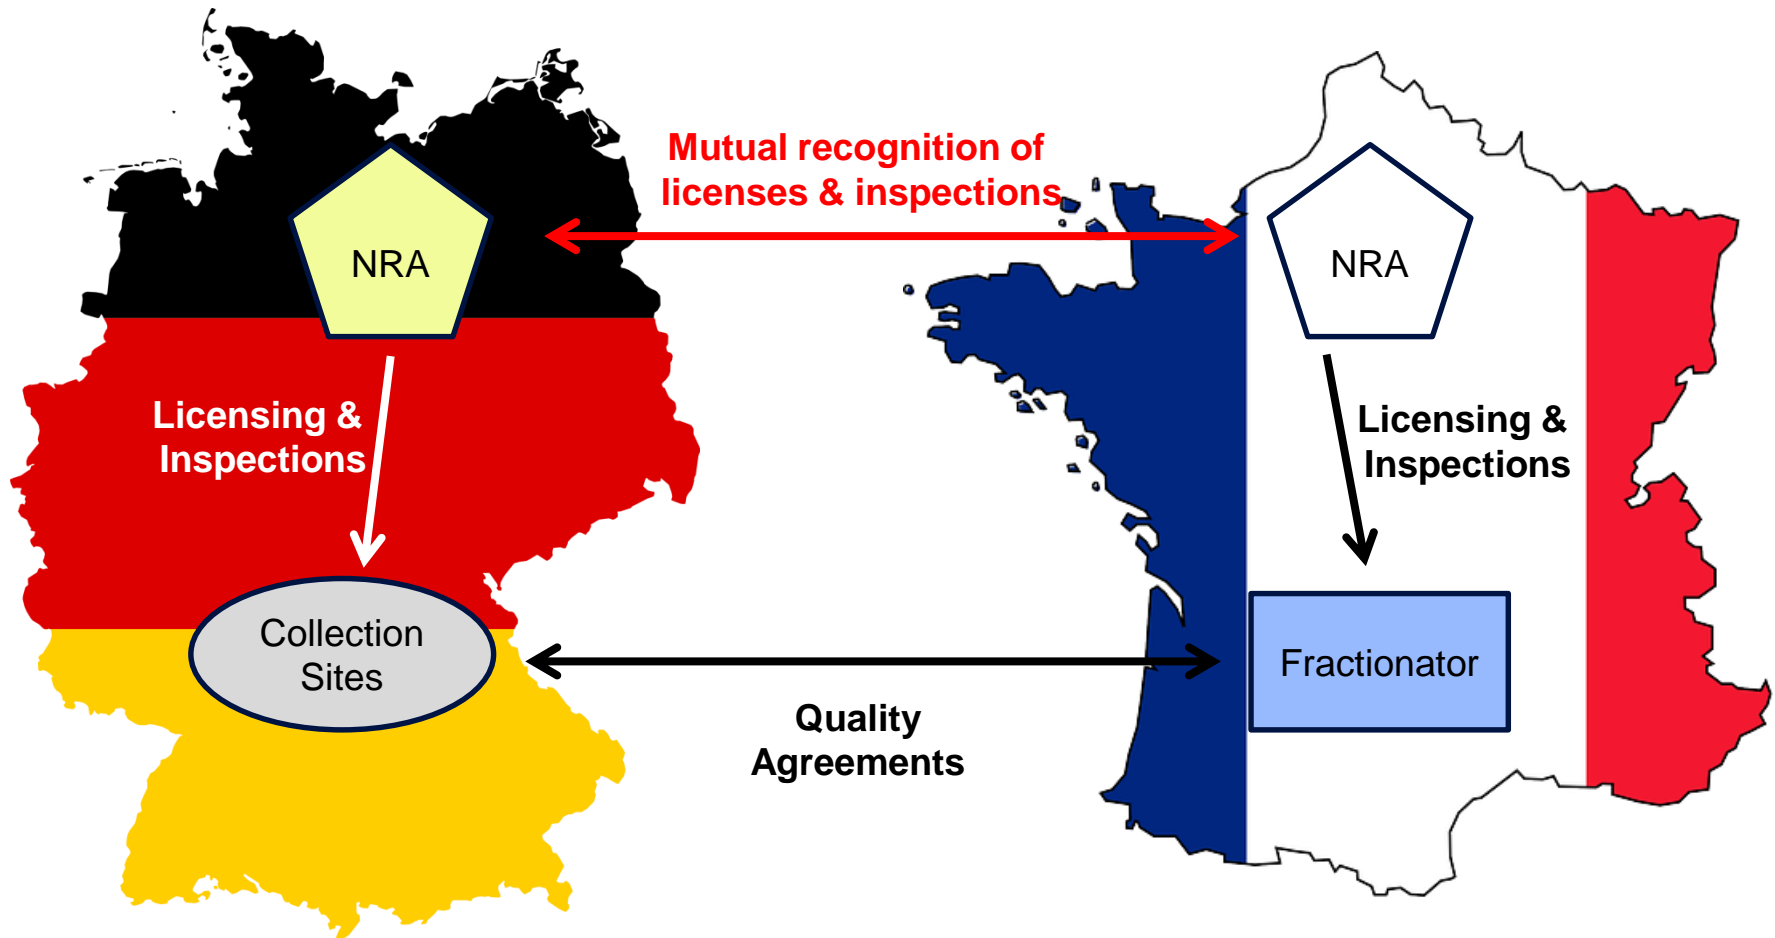 Mutual recognition of
licenses & inspections
NRA
NRA
Licensing &
Inspections
Licensing &
Inspections
Collection
Sites
Fractionator
Quality
Agreements